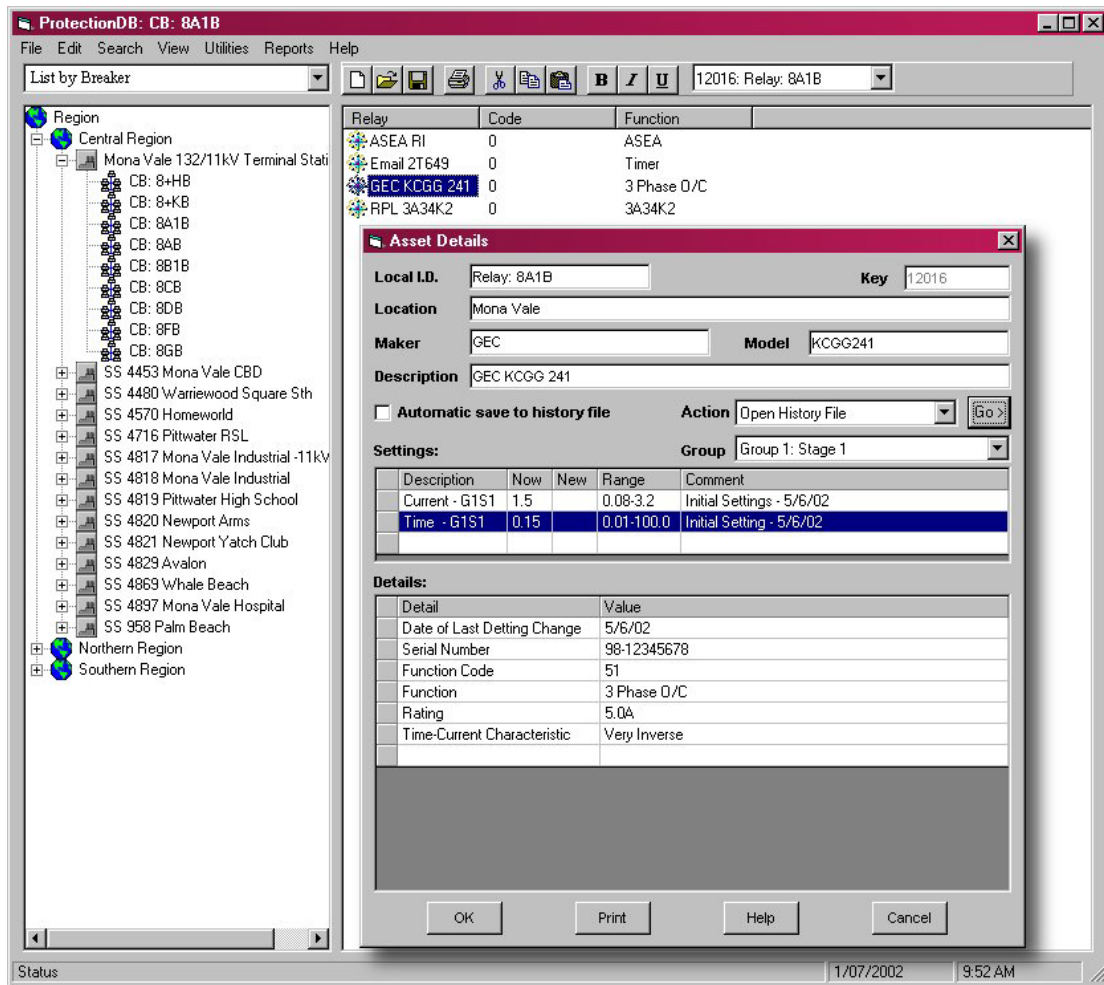 ProtectionDB: CB: 8A1B
File Edit Search View Utilities Reports Help
List by Breaker
B I U
12016: Relay: 8A1B
Region
Central Region
Mona Vale 132/11kV Terminal Stati
CB: 8+HB
CB: 8+KB
CB: 8A1B
CB: 8AB
CB: 8B1B
CB: 8CB
CB: 8DB
CB: 8FB
CB: 8GB
SS 4453 Mona Vale CBD
SS 4480 Warriewood Square Sth
SS 4570 Homeworld
SS 4716 Pittwater RSL
SS 4817 Mona Vale Industrial -11kV
SS 4818 Mona Vale Industrial
SS 4819 Pittwater High School
SS 4820 Newport Arms
SS 4821 Newport Yatch Club
SS 4829 Avalon
SS 4869 Whale Beach
SS 4897 Mona Vale Hospital
SS 958 Palm Beach
Northern Region
Southern Region
Relay Code Function
ASEA RI 0 ASEA
Email 2T649 0 Timer
GEC KCGG 241 0 3 Phase O/C
RPL 3A34K2 0 3A34K2
Asset Details
Local I.D. Relay: 8A1B Key 12016
Location Mona Vale
Maker GEC Model KCGG241
Description GEC KCGG 241
Automatic save to history file Action Open History File Go >
Settings: Group Group 1: Stage 1
Description Now New Range Comment
Current - G1S1 1.5 0.08-3.2 Initial Settings - 5/6/02
Time - G1S1 0.15 0.01-100.0 Initial Setting - 5/6/02
Details:
Detail Value
Date of Last Detting Change 5/6/02
Serial Number 98-12345678
Function Code 51
Function 3 Phase O/C
Rating 5.0A
Time-Current Characteristic Very Inverse
OK Print Help Cancel
Status 1/07/2002 9:52 AM